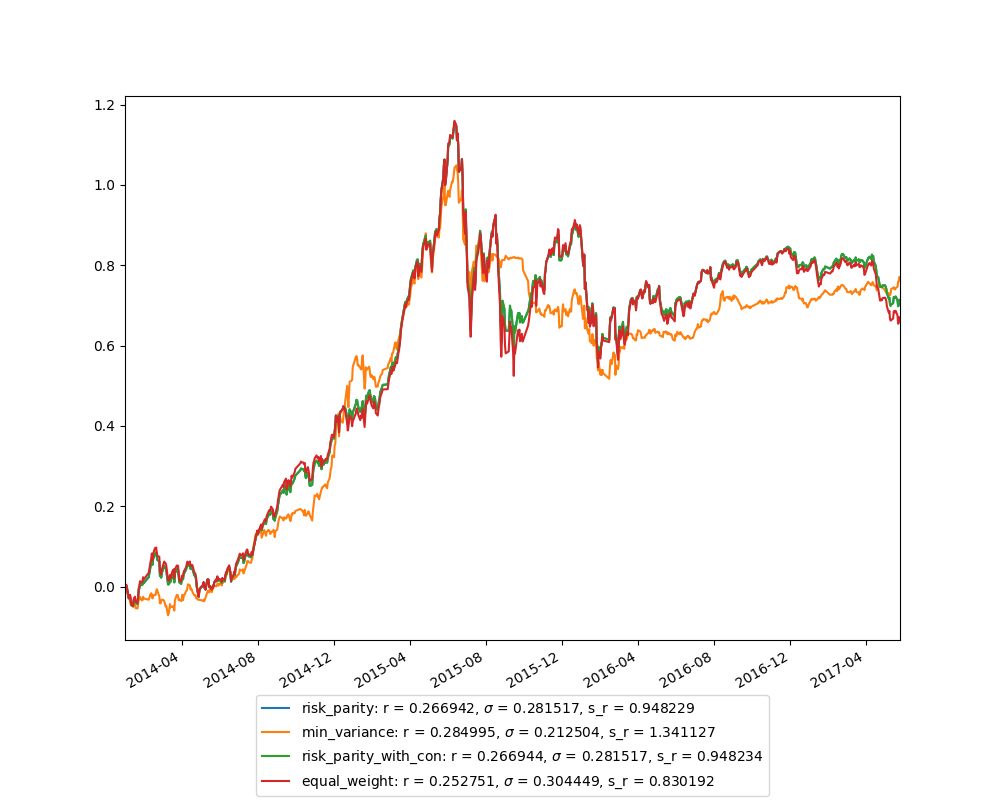 1.2
1.0
0.8
0.6
0.4
0.2
0.0
2014-04 2014-08 2014-12 2015-04 2015-08 2015-12 2016-04 2016-08 2016-12 2017-04
risk_parity: r = 0.266942, σ = 0.281517, s_r = 0.948229
min_variance: r = 0.284995, σ = 0.212504, s_r = 1.341127
risk_parity_with_con: r = 0.266944, σ = 0.281517, s_r = 0.948234
equal_weight: r = 0.252751, σ = 0.304449, s_r = 0.830192